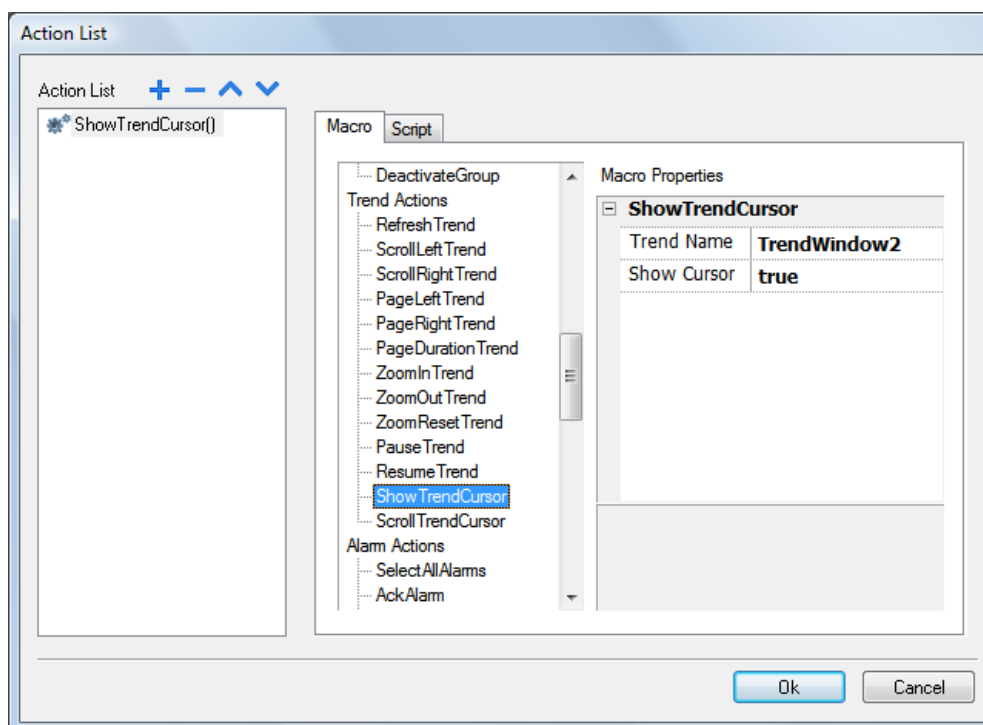 Action List
Action List
ShowTrendCursor()
Macro
Script
DeactivateGroup
Trend Actions
RefreshTrend
ScrollLeftTrend
ScrollRightTrend
PageLeftTrend
PageRightTrend
PageDurationTrend
ZoomInTrend
ZoomOutTrend
ZoomResetTrend
PauseTrend
ResumeTrend
ShowTrendCursor
ScrollTrendCursor
Alarm Actions
SelectAllAlarms
AckAlarm
Macro Properties
ShowTrendCursor
Trend Name TrendWindow2
Show Cursor true
Ok
Cancel